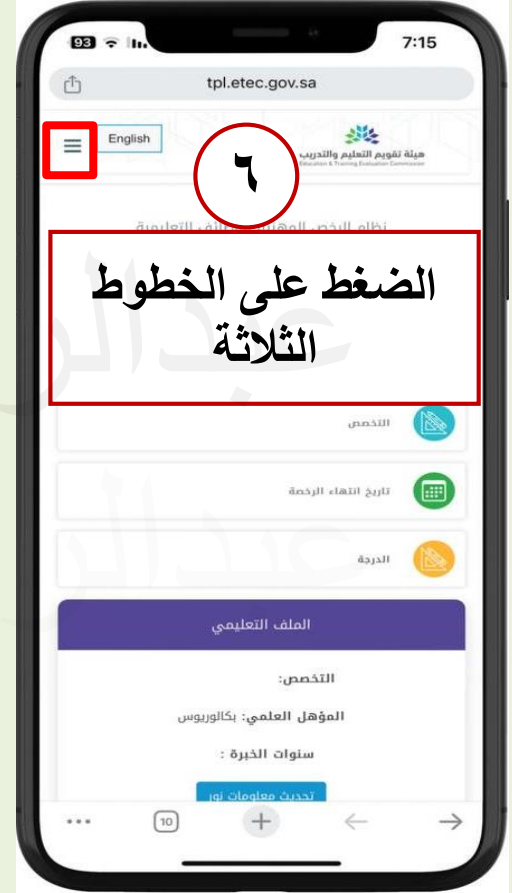 93
7:15
tpl.etec.gov.sa
English
هيئة تقويم التعليم والتدريب
Education & Training Evaluation Commission
٦
نظام الرخص
الضغط على الخطوط
الثلاثة
التخصص
تاريخ انتهاء الرخصة
الدرجة
الملف التعليمي
التخصص:
المؤهل العلمي: بكالوريوس
سنوات الخبرة :
تحديث معلومات نور
10